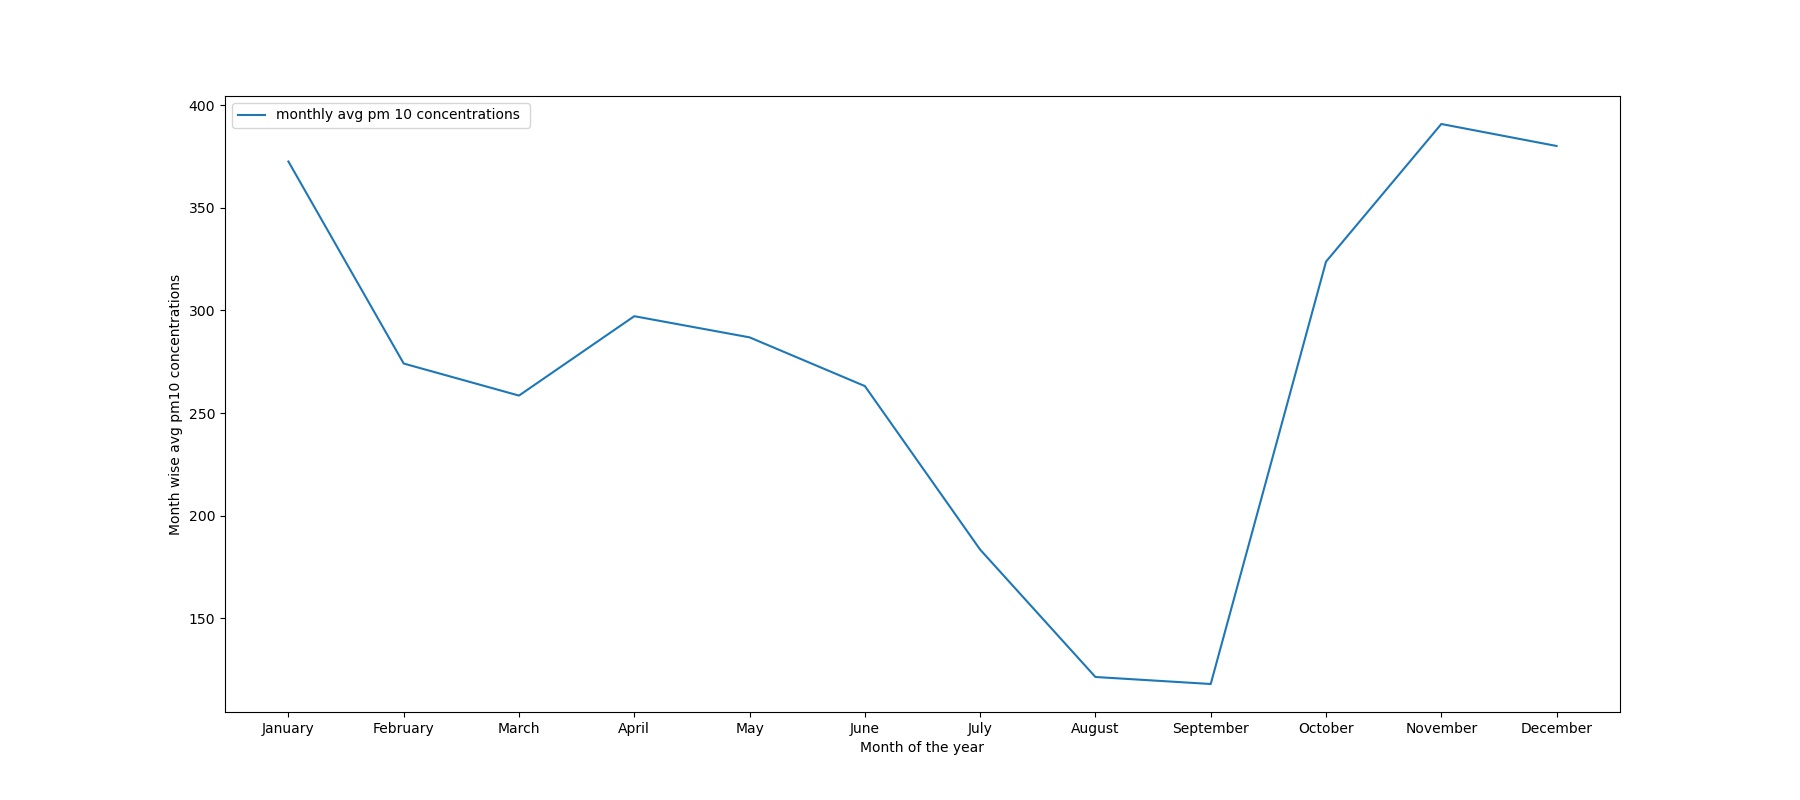 400
monthly avg pm 10 concentrations
350
300
250
200
150
Month wise avg pm10 concentrations
January February March April May June July August September October November December
Month of the year